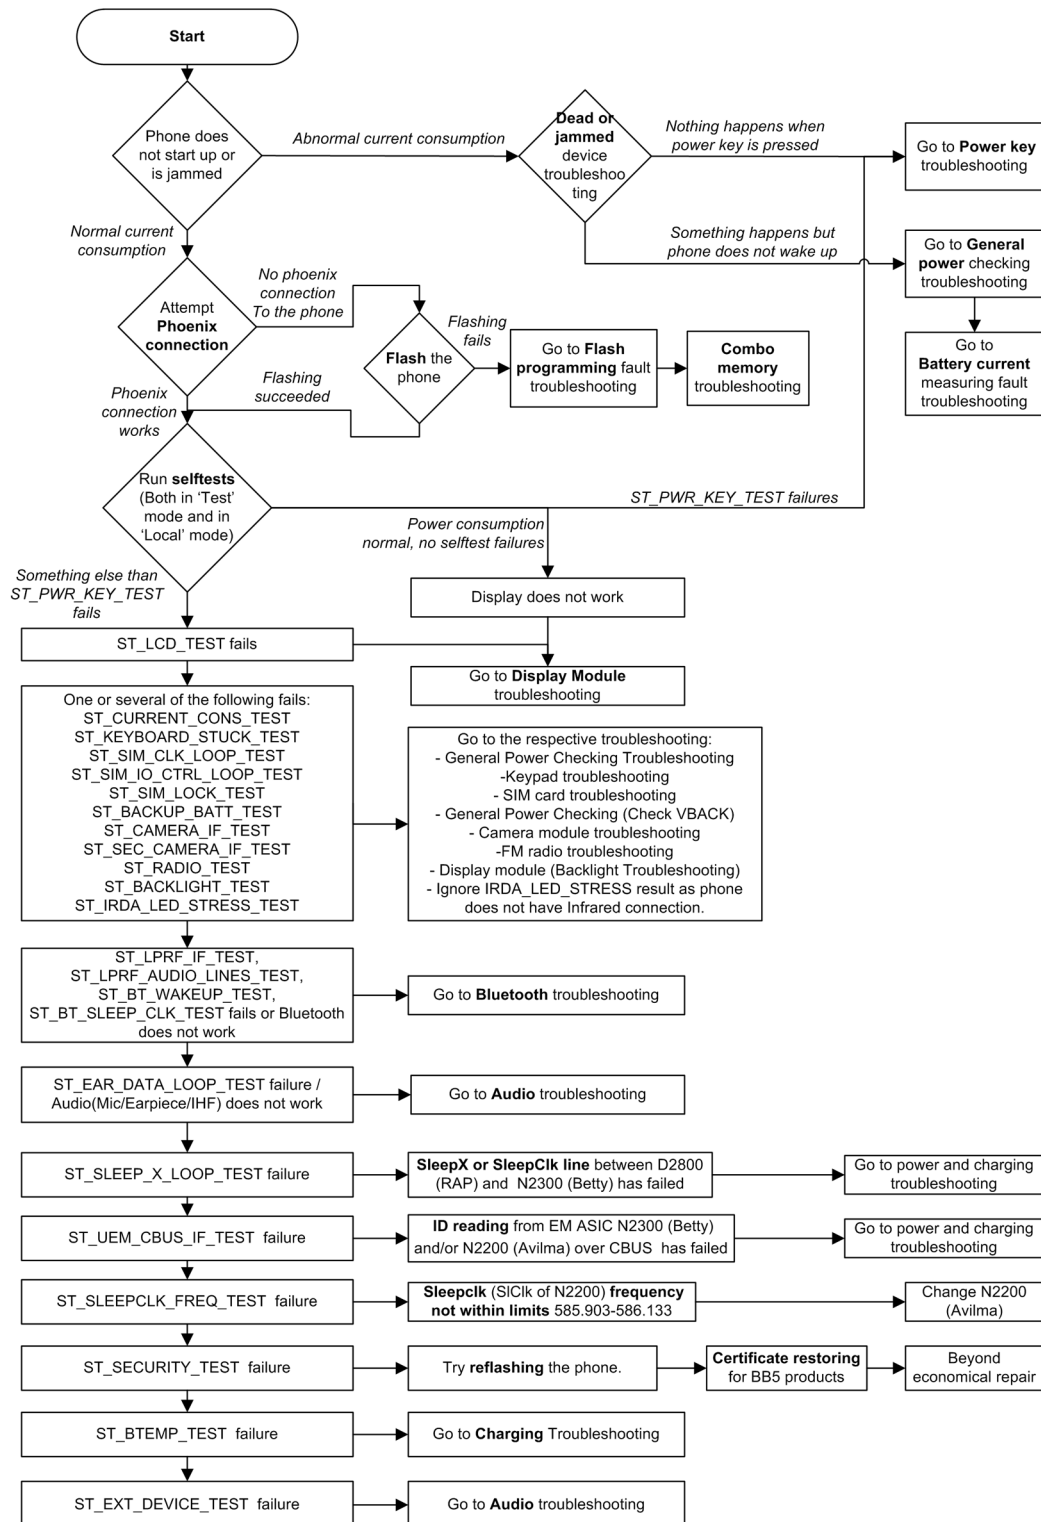 Start
Phone does
not start up or
is jammed
Abnormal current consumption
Dead or
jammed
device
troubleshoo
ting
Nothing happens when
power key is pressed
Go to Power key
troubleshooting
Something happens but
phone does not wake up
Go to General
power checking
troubleshooting
Go to
Battery current
measuring fault
troubleshooting
Normal current
consumption
Attempt
Phoenix
connection
No phoenix
connection
To the phone
Flash the
phone
Flashing
fails
Go to Flash
programming fault
troubleshooting
Combo
memory
troubleshooting
Flashing
succeeded
Phoenix
connection
works
Run selftests
(Both in ‘Test’
mode and in
‘Local’ mode)
ST_PWR_KEY_TEST failures
Power consumption
normal, no selftest failures
Display does not work
Something else than
ST_PWR_KEY_TEST
fails
ST_LCD_TEST fails
Go to Display Module
troubleshooting
One or several of the following fails:
ST_CURRENT_CONS_TEST
ST_KEYBOARD_STUCK_TEST
ST_SIM_CLK_LOOP_TEST
ST_SIM_IO_CTRL_LOOP_TEST
ST_SIM_LOCK_TEST
ST_BACKUP_BATT_TEST
ST_CAMERA_IF_TEST
ST_SEC_CAMERA_IF_TEST
ST_RADIO_TEST
ST_BACKLIGHT_TEST
ST_IRDA_LED_STRESS_TEST
Go to the respective troubleshooting:
- General Power Checking Troubleshooting
-Keypad troubleshooting
- SIM card troubleshooting
- General Power Checking (Check VBACK)
- Camera module troubleshooting
-FM radio troubleshooting
- Display module (Backlight Troubleshooting)
- Ignore IRDA_LED_STRESS result as phone
does not have Infrared connection.
ST_LPRF_IF_TEST,
ST_LPRF_AUDIO_LINES_TEST,
ST_BT_WAKEUP_TEST,
ST_BT_SLEEP_CLK_TEST fails or Bluetooth
does not work
Go to Bluetooth troubleshooting
ST_EAR_DATA_LOOP_TEST failure /
Audio(Mic/Earpiece/IHF) does not work
Go to Audio troubleshooting
ST_SLEEP_X_LOOP_TEST failure
SleepX or SleepClk line between D2800
(RAP) and N2300 (Betty) has failed
Go to power and charging
troubleshooting
ST_UEM_CBUS_IF_TEST failure
ID reading from EM ASIC N2300 (Betty)
and/or N2200 (Avilma) over CBUS has failed
Go to power and charging
troubleshooting
ST_SLEEPCLK_FREQ_TEST failure
Sleepclk (SlClk of N2200) frequency
not within limits 585.903-586.133
Change N2200
(Avilma)
ST_SECURITY_TEST failure
Try reflashing the phone.
Certificate restoring
for BB5 products
Beyond
economical repair
ST_BTEMP_TEST failure
Go to Charging Troubleshooting
ST_EXT_DEVICE_TEST failure
Go to Audio troubleshooting